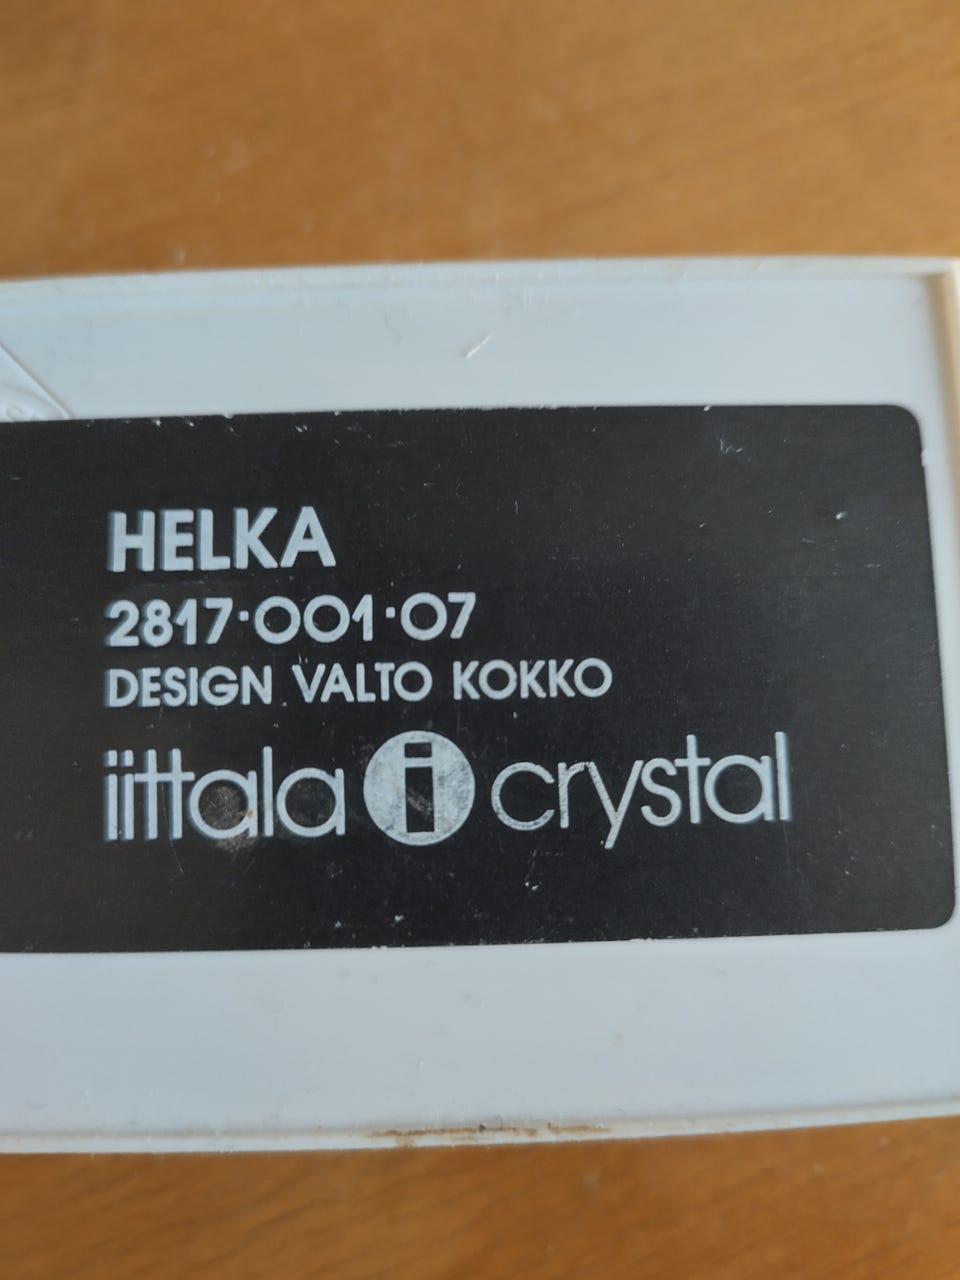 HELKA
2817·001·07
DESIGN VALTO KOKKO
iittala i crystal